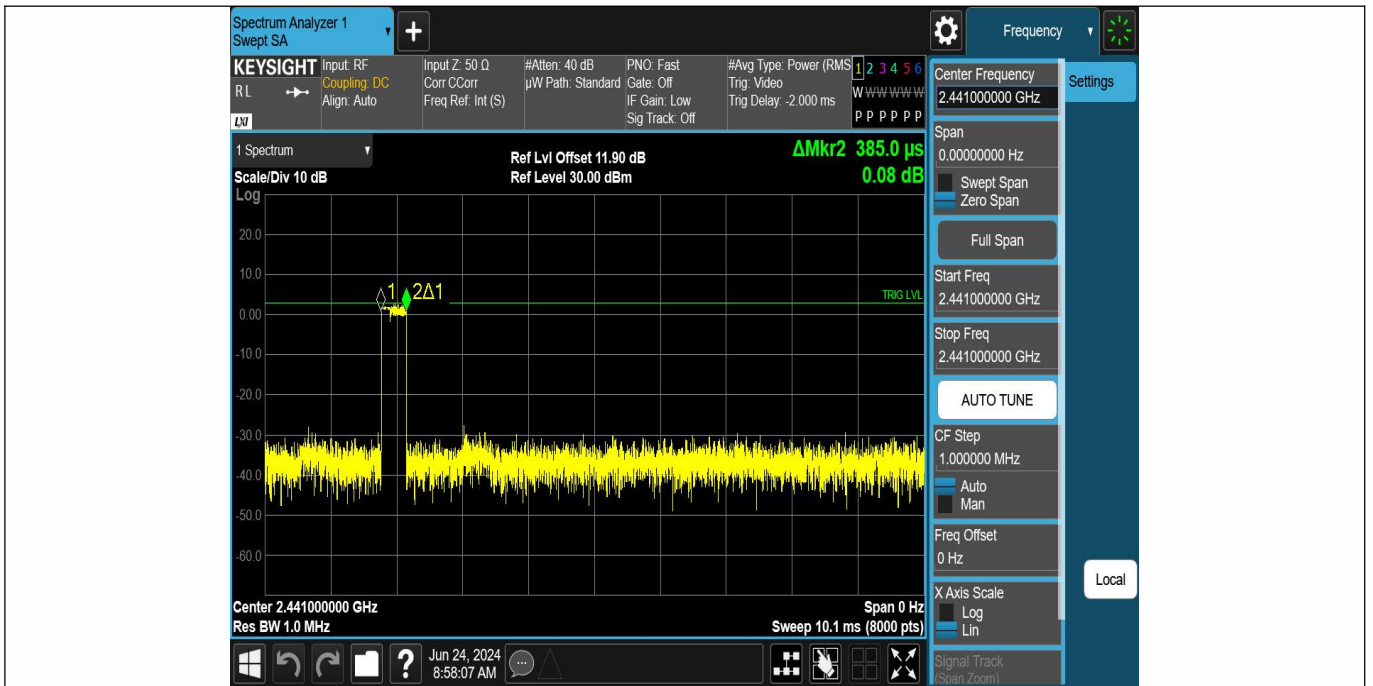 Spectrum Analyzer 1
Swept SA
Frequency
KEYSIGHT
RL
LXI
Input: RF
Coupling: DC
Align: Auto
Input Z: 50 Ω
Corr CCorr
Freq Ref: Int (S)
#Atten: 40 dB
µW Path: Standard
PNO: Fast
Gate: Off
IF Gain: Low
Sig Track: Off
#Avg Type: Power (RMS
Trig: Video
Trig Delay: -2.000 ms
1 2 3 4 5 6
W W W W W W
P P P P P P
1 Spectrum
Scale/Div 10 dB
Ref Lvl Offset 11.90 dB
Ref Level 30.00 dBm
ΔMkr2 385.0 µs
0.08 dB
Log
20.0
10.0
0.00
-10.0
-20.0
-30.0
-40.0
-50.0
-60.0
1 2Δ1
TRIG LVL
Center 2.441000000 GHz
Res BW 1.0 MHz
Span 0 Hz
Sweep 10.1 ms (8000 pts)
Center Frequency
2.441000000 GHz
Settings
Span
0.00000000 Hz
Swept Span
Zero Span
Full Span
Start Freq
2.441000000 GHz
Stop Freq
2.441000000 GHz
AUTO TUNE
CF Step
1.000000 MHz
Auto
Man
Freq Offset
0 Hz
X Axis Scale
Log
Lin
Local
Signal Track
(Span Zoom)
Jun 24, 2024
8:58:07 AM